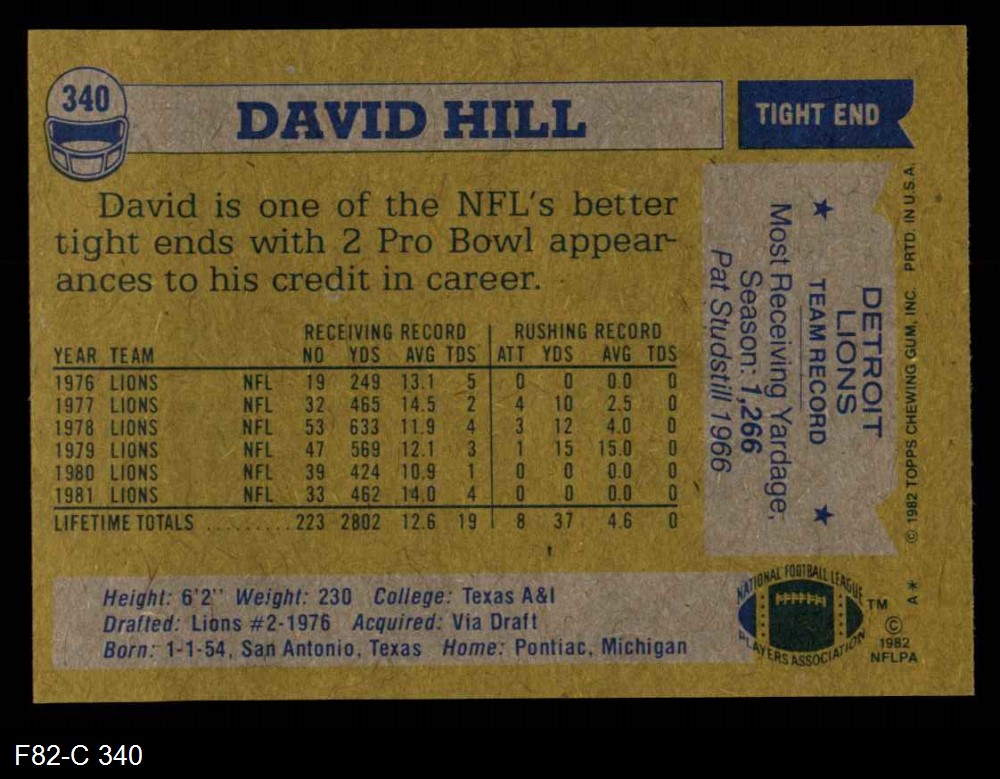 340
DAVID HILL
TIGHT END
David is one of the NFL's better
tight ends with 2 Pro Bowl appear-
ances to his credit in career.
RECEIVING RECORD RUSHING RECORD
YEAR TEAM NO YDS AVG TDS ATT YDS AVG TDS
1976 LIONS NFL 19 249 13.1 5 0 0 0.0 0
1977 LIONS NFL 32 465 14.5 2 4 10 2.5 0
1978 LIONS NFL 53 633 11.9 4 3 12 4.0 0
1979 LIONS NFL 47 569 12.1 3 1 15 15.0 0
1980 LIONS NFL 39 424 10.9 1 0 0 0.0 0
1981 LIONS NFL 33 462 14.0 4 0 0 0.0 0
LIFETIME TOTALS .......... 223 2802 12.6 19 8 37 4.6 0
DETROIT
LIONS
★ TEAM RECORD ★
Most Receiving Yardage,
Season: 1,266
Pat Studstill 1966
© 1982 TOPPS CHEWING GUM, INC. PRTD. IN U.S.A.
Height: 6'2" Weight: 230 College: Texas A&I
Drafted: Lions #2-1976 Acquired: Via Draft
Born: 1-1-54, San Antonio, Texas Home: Pontiac, Michigan
NATIONAL FOOTBALL LEAGUE
PLAYERS ASSOCIATION
TM
©
1982
NFLPA
A*
F82-C 340